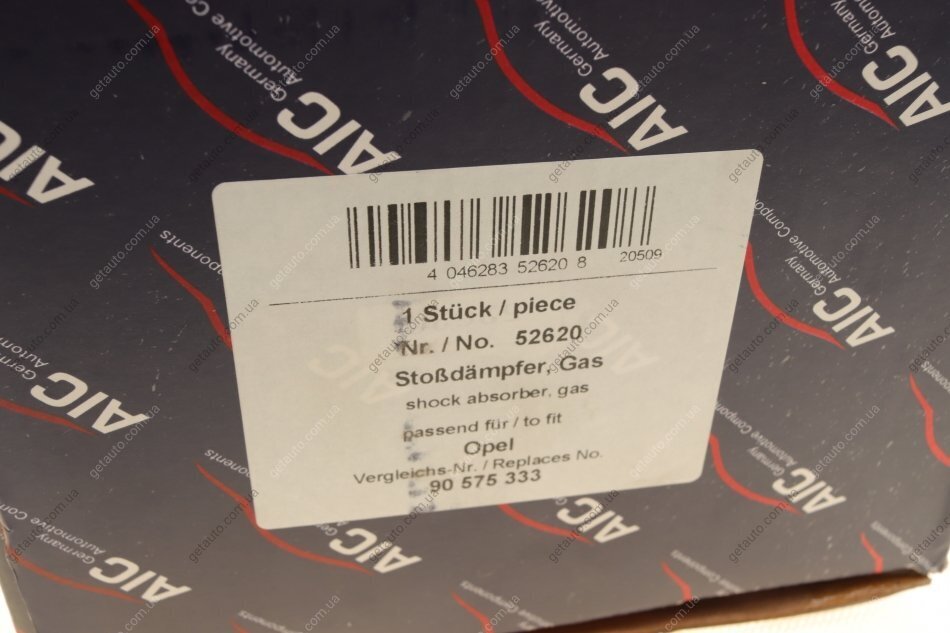 4 046283 52620 8
20509
1 Stück / piece
Nr. / No. 52620
Stoßdämpfer, Gas
shock absorber, gas
passend für / to fit
Opel
Vergleichs-Nr. / Replaces No.
90 575 333
AIC
Germany
Automotive Components
getauto.com.ua